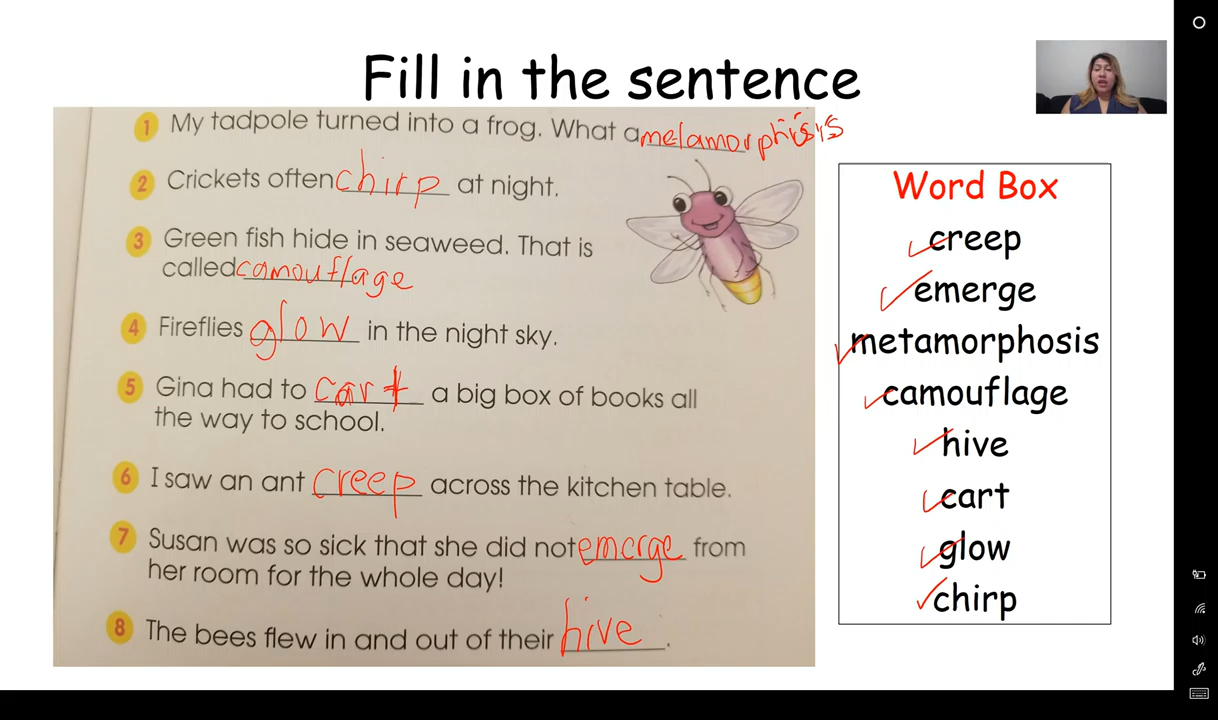 Fill in the sentence
1 My tadpole turned into a frog. What a metamorphisis
2 Crickets often chirp at night.
3 Green fish hide in seaweed. That is
called camouflage
4 Fireflies glow in the night sky.
5 Gina had to cart a big box of books all
the way to school.
6 I saw an ant creep across the kitchen table.
7 Susan was so sick that she did not emerge from
her room for the whole day!
8 The bees flew in and out of their hive.
Word Box
creep
emerge
metamorphosis
camouflage
hive
cart
glow
chirp